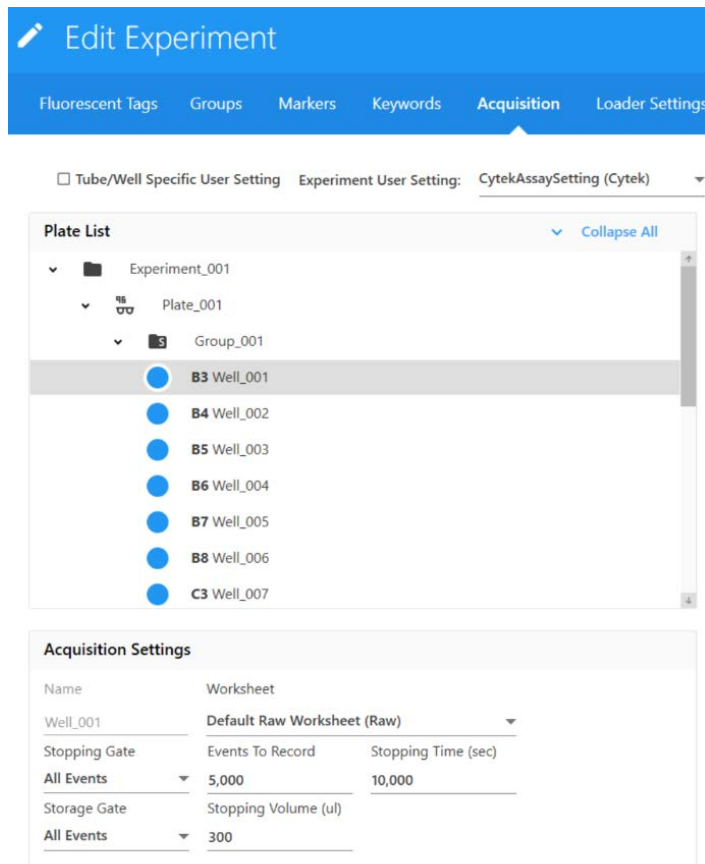 Edit Experiment
Fluorescent Tags Groups Markers Keywords Acquisition Loader Settings
Tube/Well Specific User Setting Experiment User Setting: CytekAssaySetting (Cytek)
Plate List Collapse All
Experiment_001
96 Plate_001
S Group_001
B3 Well_001
B4 Well_002
B5 Well_003
B6 Well_004
B7 Well_005
B8 Well_006
C3 Well_007
Acquisition Settings
Name Worksheet
Well_001 Default Raw Worksheet (Raw)
Stopping Gate Events To Record Stopping Time (sec)
All Events 5,000 10,000
Storage Gate Stopping Volume (ul)
All Events 300